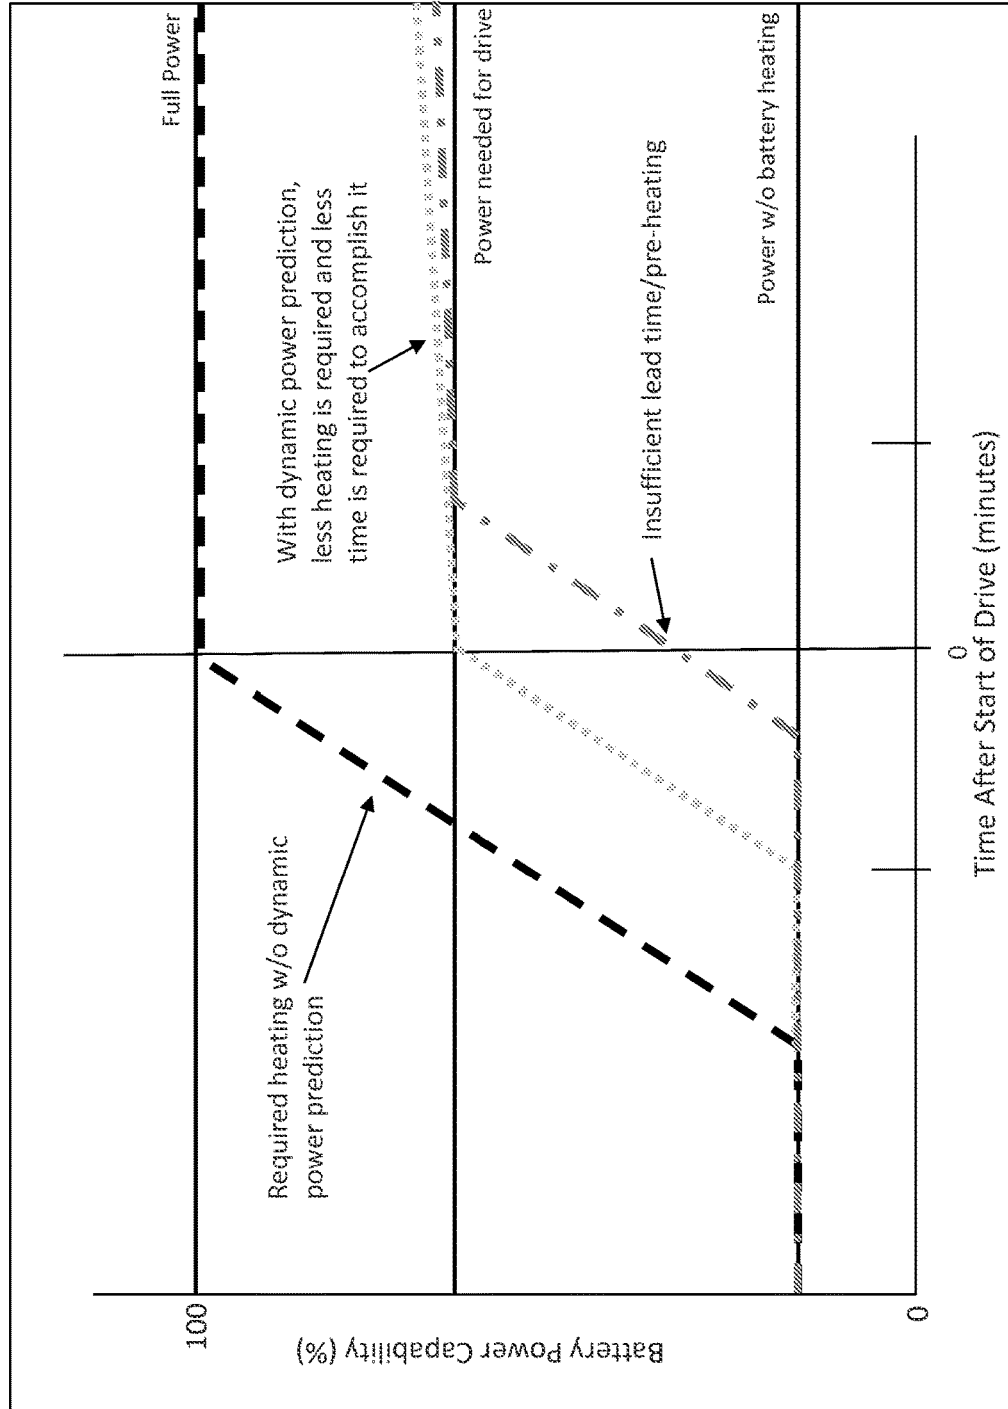 100
Full Power
With dynamic power prediction,
less heating is required and less
time is required to accomplish it
Required heating w/o dynamic
power prediction
Power needed for drive
Insufficient lead time/pre-heating
Power w/o battery heating
Battery Power Capability (%)
0
0
Time After Start of Drive (minutes)